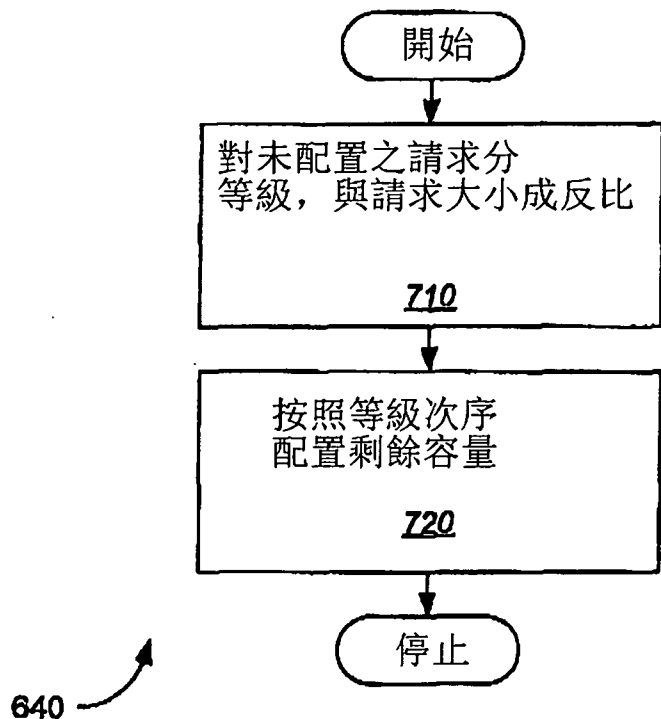 開始
對未配置之請求分
等級，與請求大小成反比
710
按照等級次序
配置剩餘容量
720
停止
640